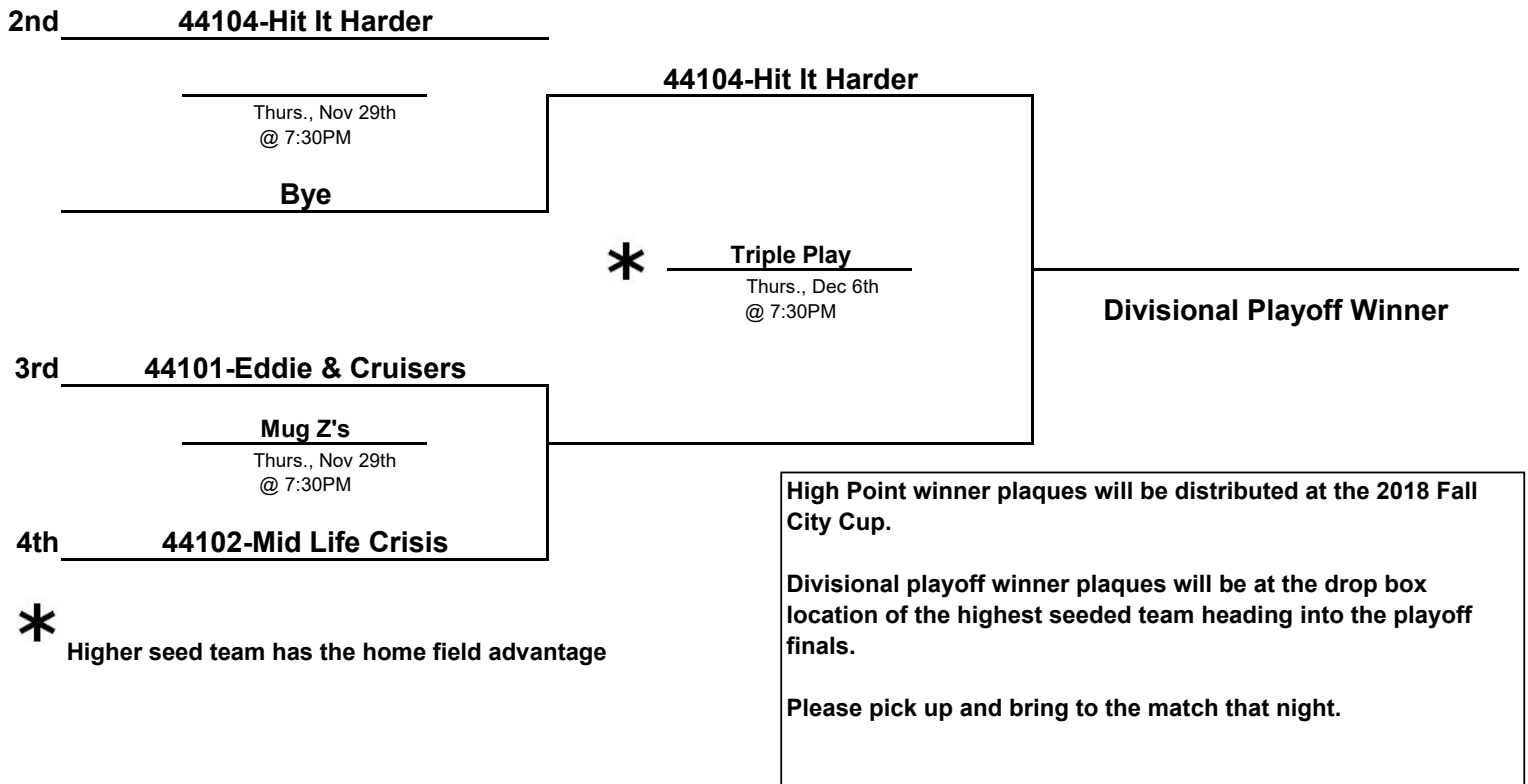 2nd 44104-Hit It Harder
44104-Hit It Harder
Thurs., Nov 29th
@ 7:30PM
Bye
* Triple Play
Thurs., Dec 6th
@ 7:30PM
Divisional Playoff Winner
3rd 44101-Eddie & Cruisers
Mug Z's
Thurs., Nov 29th
@ 7:30PM
4th 44102-Mid Life Crisis
*
Higher seed team has the home field advantage
High Point winner plaques will be distributed at the 2018 Fall
City Cup.
Divisional playoff winner plaques will be at the drop box
location of the highest seeded team heading into the playoff
finals.
Please pick up and bring to the match that night.